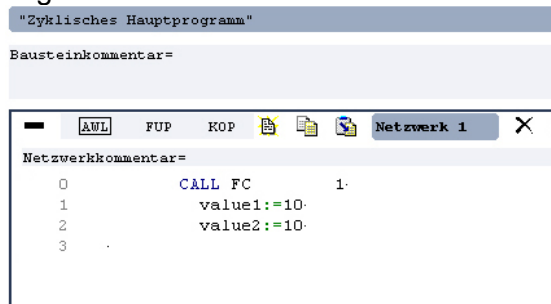 "Zyklisches Hauptprogramm"
Bausteinkommentar=
AWL FUP KOP Netzwerk 1
Netzwerkkommentar=
0 CALL FC 1
1 value1:=10
2 value2:=10
3